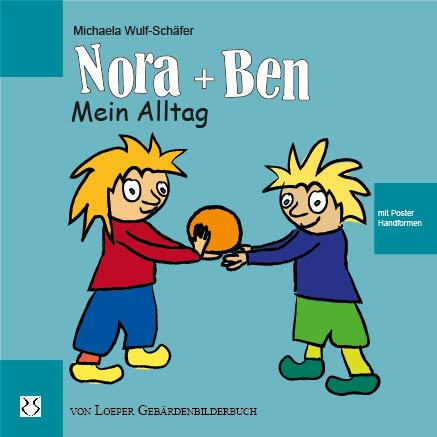 Michaela Wulf-Schäfer
Nora + Ben
Mein Alltag
mit Poster
Handformen
von Loeper Gebärdenbilderbuch